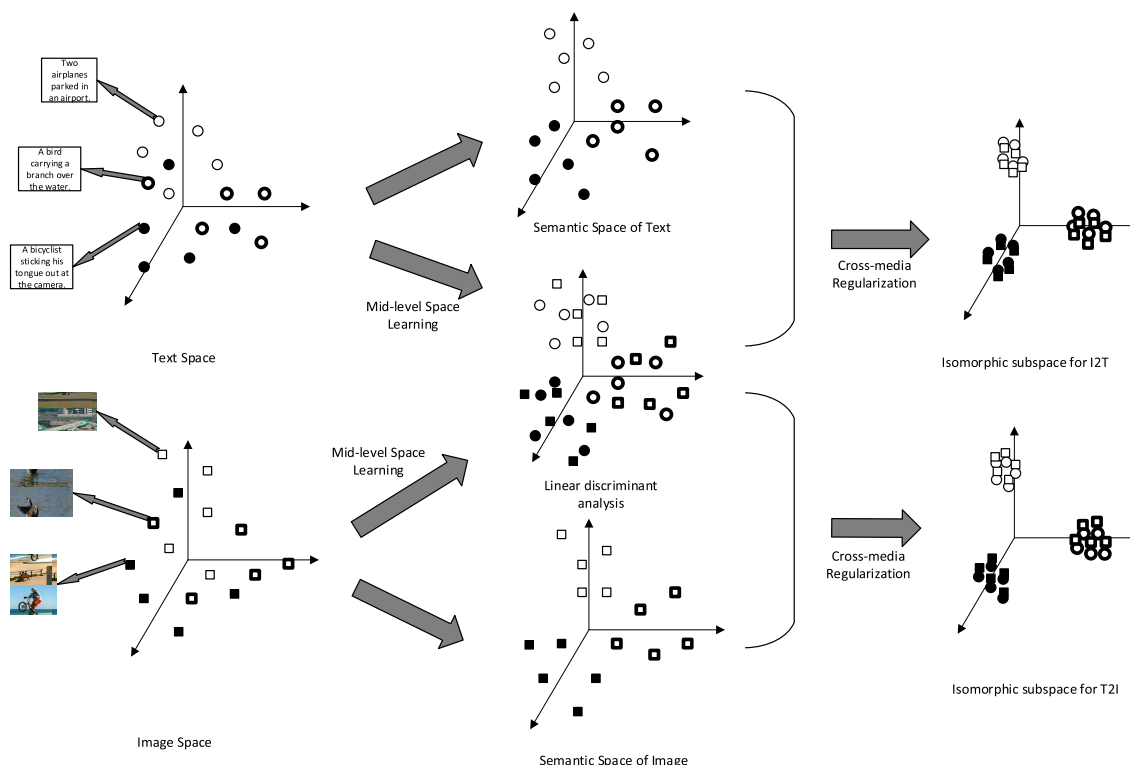 Two
airplanes
parked in
an airport.
A bird
carrying a
branch over
the water.
A bicyclist
sticking his
tongue out at
the camera.
Text Space
Mid-level Space
Learning
Semantic Space of Text
Linear discriminant
analysis
Cross-media
Regularization
Isomorphic subspace for I2T
Image Space
Mid-level Space
Learning
Semantic Space of Image
Cross-media
Regularization
Isomorphic subspace for T2I